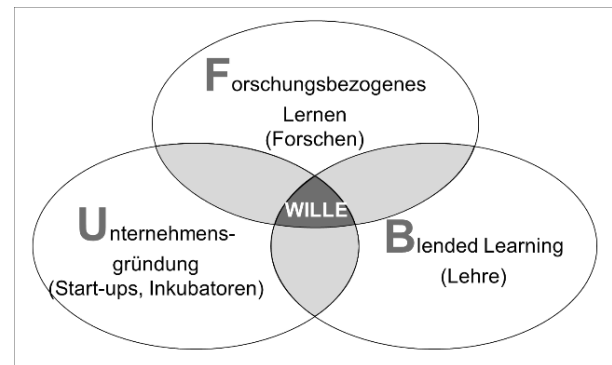 Forschungsbezogenes
Lernen
(Forschen)
WILLE
Unternehmens-
gründung
(Start-ups, Inkubatoren)
Blended Learning
(Lehre)